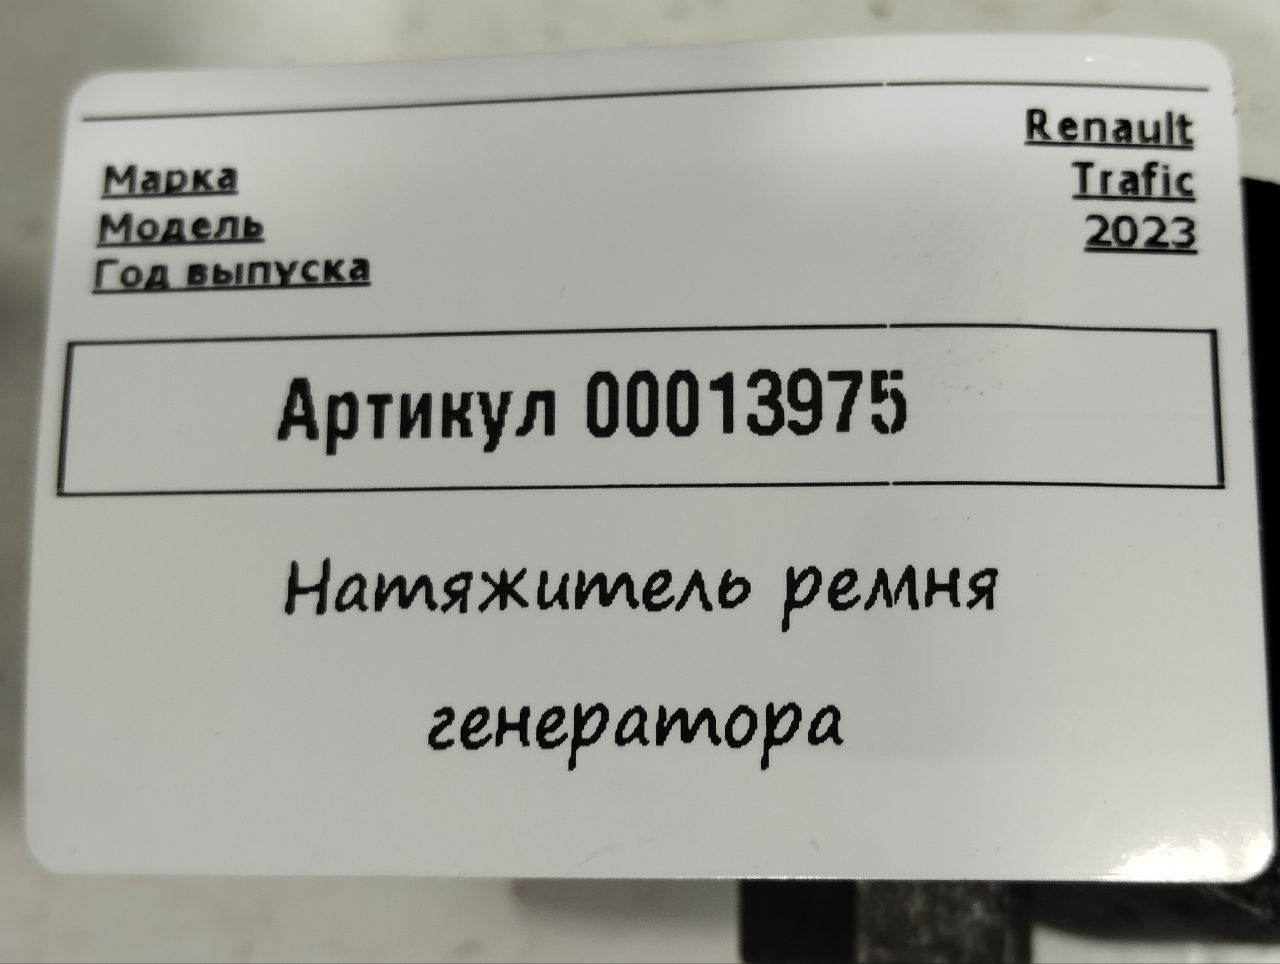 Марка Renault
Модель Trafic
Год выпуска 2023
Артикул 00013975
Натяжитель ремня
генератора